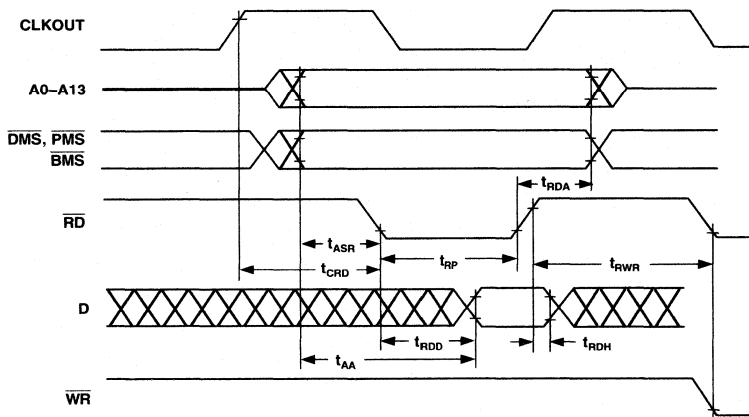 CLKOUT
A0–A13
DMS, PMS
BMS
tRDA
RD
tASR
tRP
tCRD
tRWR
D
tRDD
tRDH
tAA
WR